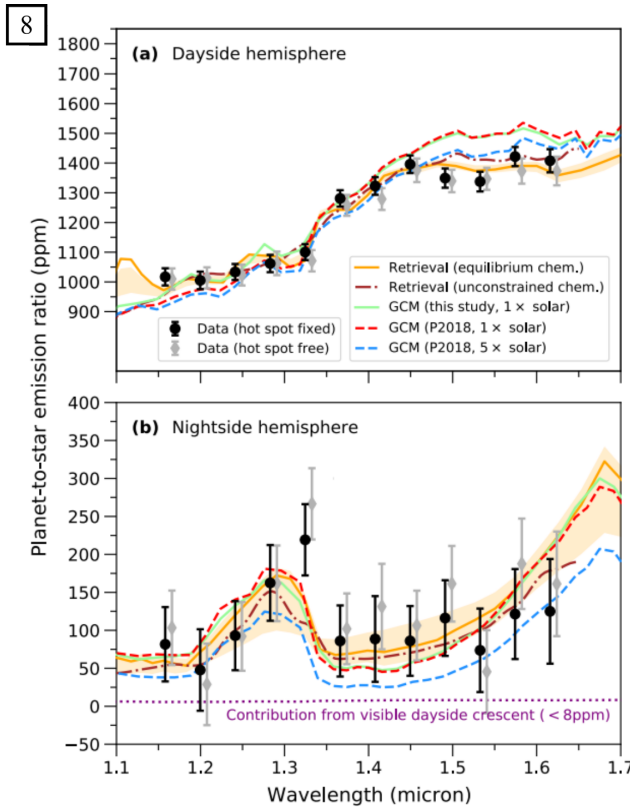 8
Planet-to-star emission ratio (ppm)
(a) Dayside hemisphere
1800
1700
1600
1500
1400
1300
1200
1100
1000
900
Data (hot spot fixed)
Data (hot spot free)
Retrieval (equilibrium chem.)
Retrieval (unconstrained chem.)
GCM (this study, 1× solar)
GCM (P2018, 1× solar)
GCM (P2018, 5× solar)
(b) Nightside hemisphere
400
350
300
250
200
150
100
50
0
−50
Contribution from visible dayside crescent (<8ppm)
1.1 1.2 1.3 1.4 1.5 1.6 1.7
Wavelength (micron)